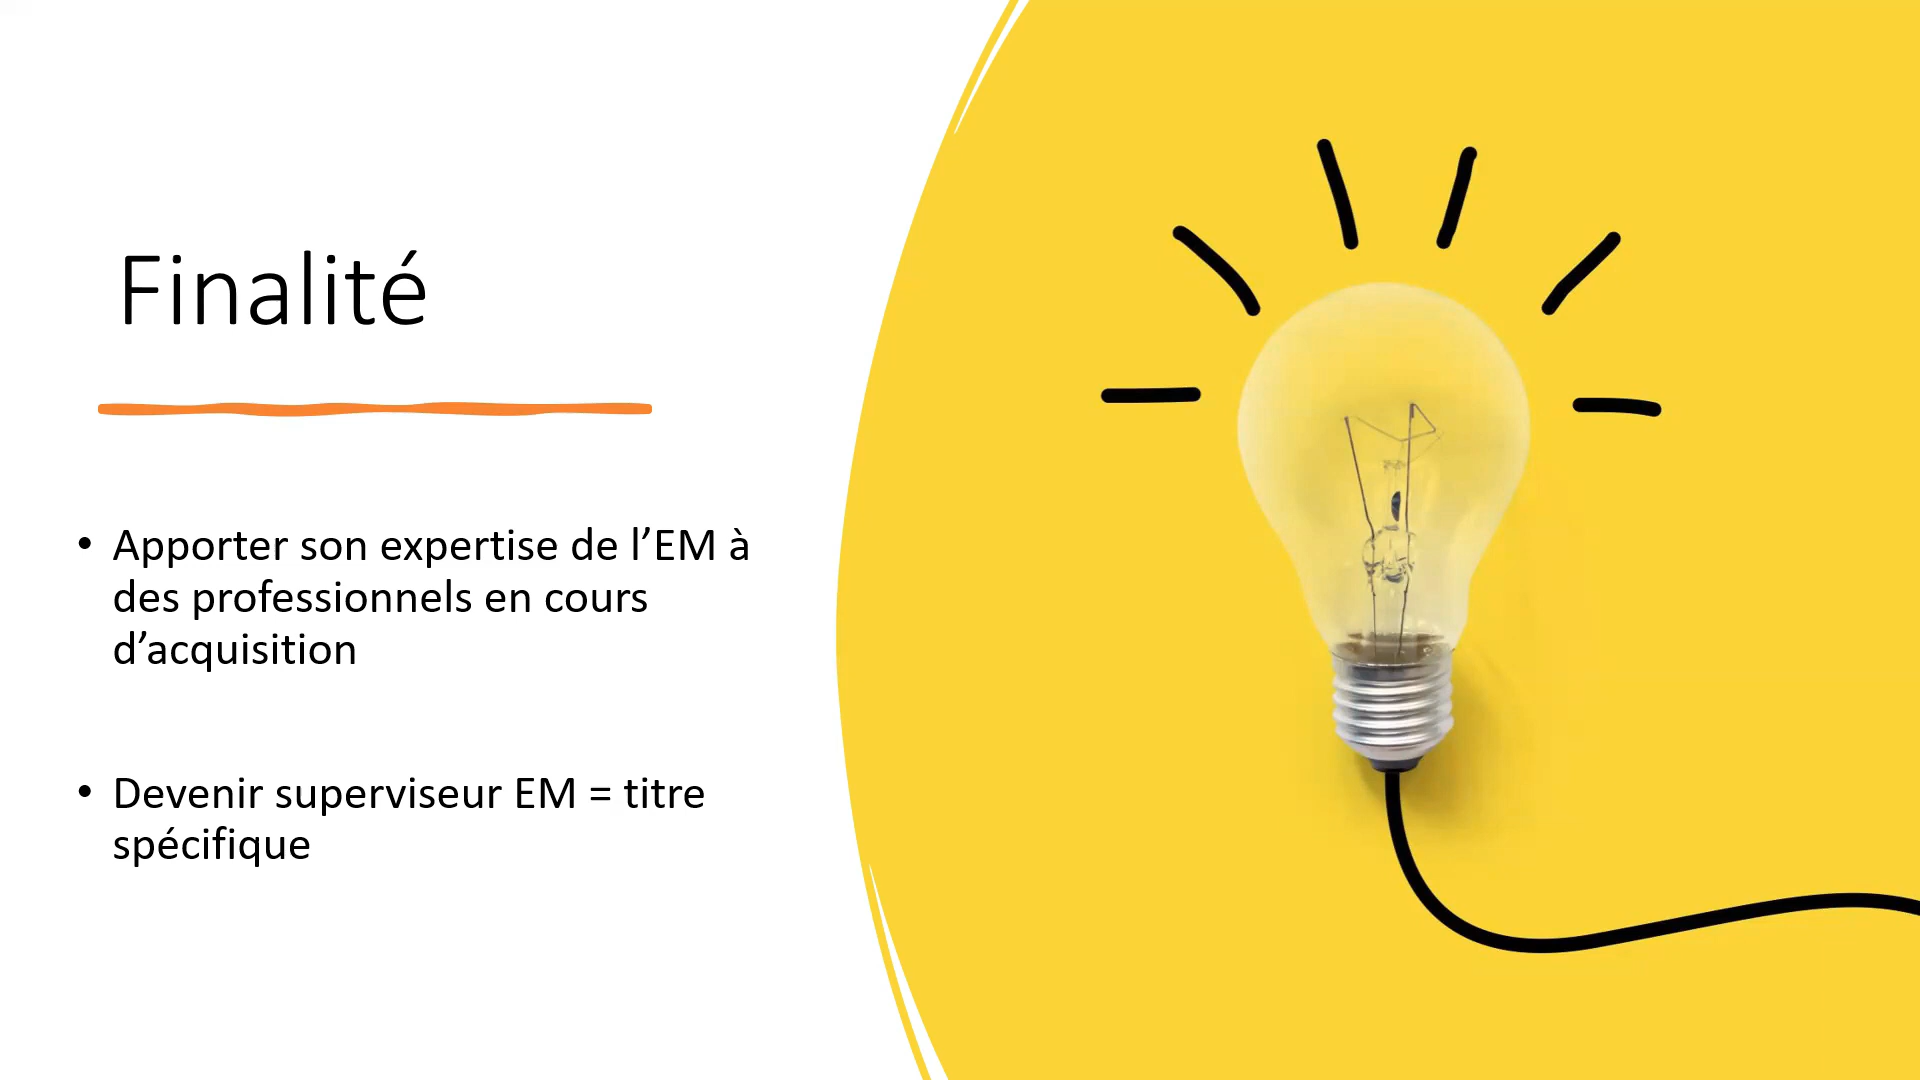 Finalité
• Apporter son expertise de l’EM à
des professionnels en cours
d’acquisition
• Devenir superviseur EM = titre
spécifique